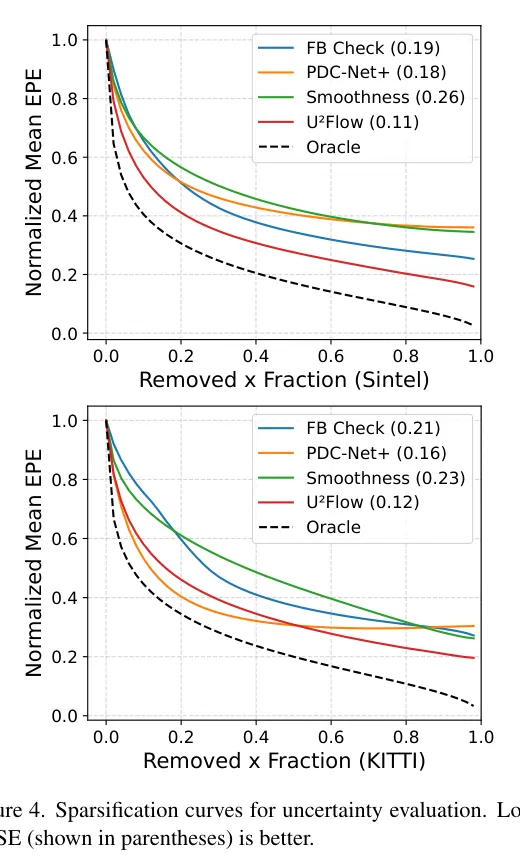 1.0
0.8
0.6
0.4
0.2
0.0
Normalized Mean EPE
FB Check (0.19)
PDC-Net+ (0.18)
Smoothness (0.26)
U²Flow (0.11)
Oracle
0.0 0.2 0.4 0.6 0.8 1.0
Removed x Fraction (Sintel)
1.0
0.8
0.6
0.4
0.2
0.0
Normalized Mean EPE
FB Check (0.21)
PDC-Net+ (0.16)
Smoothness (0.23)
U²Flow (0.12)
Oracle
0.0 0.2 0.4 0.6 0.8 1.0
Removed x Fraction (KITTI)
ure 4. Sparsification curves for uncertainty evaluation. Lo
SE (shown in parentheses) is better.